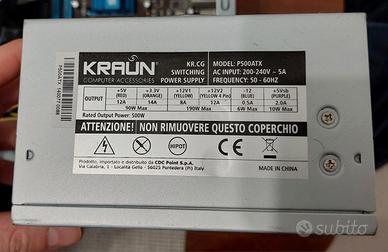 KRAUN
COMPUTER ACCESSORIES
KR.CG
SWITCHING
POWER SUPPLY
MODEL: P500ATX
AC INPUT: 200-240V ~ 5A
FREQUENCY: 50 - 60HZ
OUTPUT
+5V (RED) +3.3V (ORANGE) +12V1 (YELLOW) +12V2 (YELLOW 4 Pin) -12 (BLUE) +5Vsb (PURPLE)
12A 14A 8A 12A 0.5A 2.0A
90W Max 190W Max 6W Max 10W Max
Rated Output Power: 500W
ATTENZIONE! NON RIMUOVERE QUESTO COPERCHIO
HIPOT
Prodotto, importato e distribuito da CDC Point S.p.A.
Via Calabria, 1 - Località Gello - 56025 Pontedera (Pi) Italy
MADE IN CHINA
subito